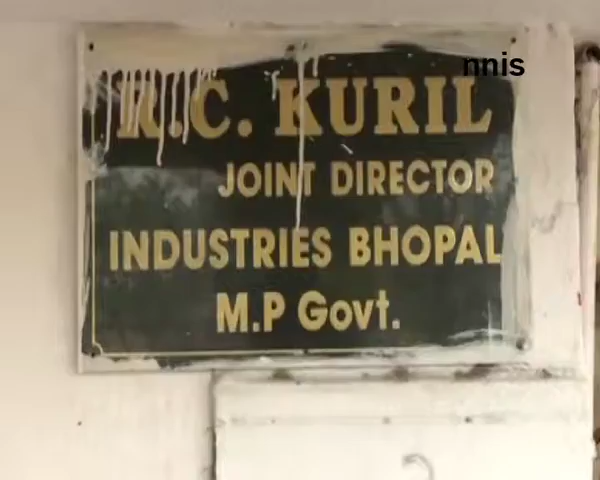 nnis
R.C. KURIL
JOINT DIRECTOR
INDUSTRIES BHOPAL
M.P Govt.